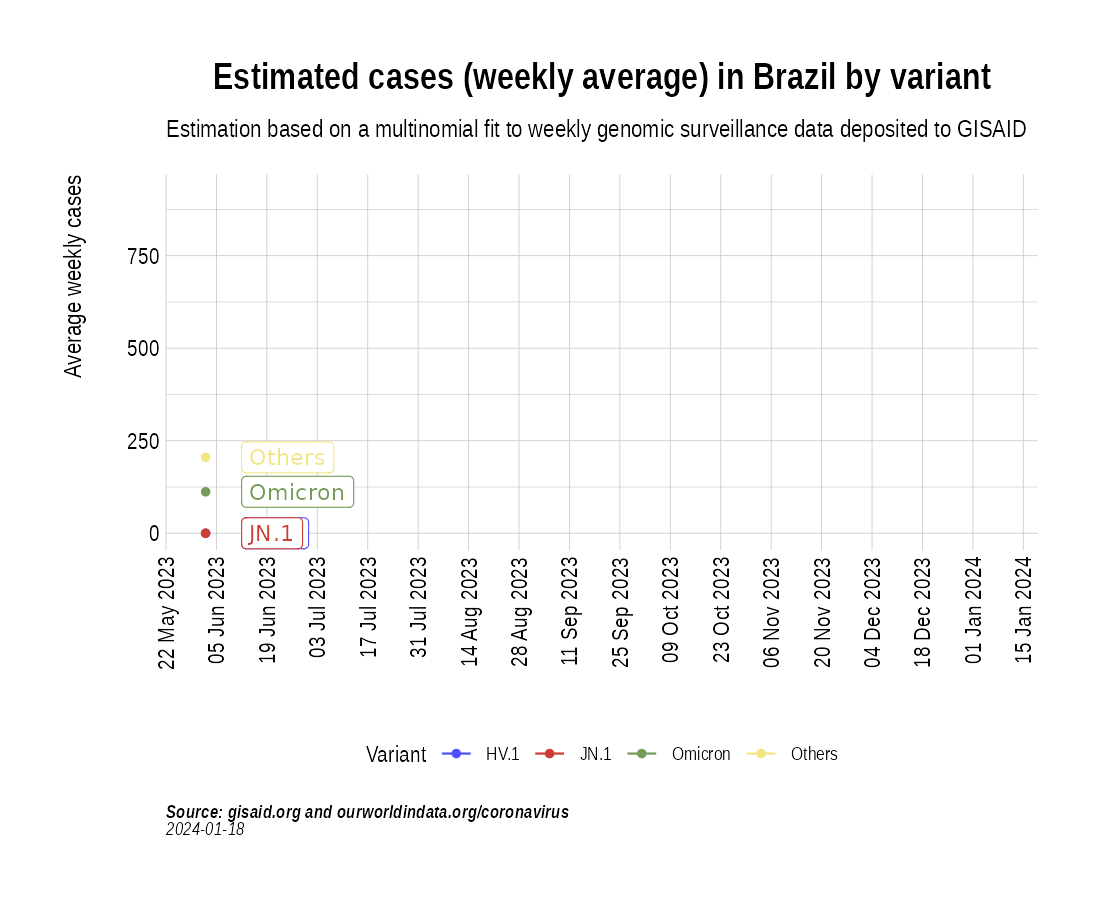 Estimated cases (weekly average) in Brazil by variant
Estimation based on a multinomial fit to weekly genomic surveillance data deposited to GISAID
Average weekly cases
750
500
250
0
Others
Omicron
JN.1
22 May 2023
05 Jun 2023
19 Jun 2023
03 Jul 2023
17 Jul 2023
31 Jul 2023
14 Aug 2023
28 Aug 2023
11 Sep 2023
25 Sep 2023
09 Oct 2023
23 Oct 2023
06 Nov 2023
20 Nov 2023
04 Dec 2023
18 Dec 2023
01 Jan 2024
15 Jan 2024
Variant HV.1 JN.1 Omicron Others
Source: gisaid.org and ourworldindata.org/coronavirus
2024-01-18